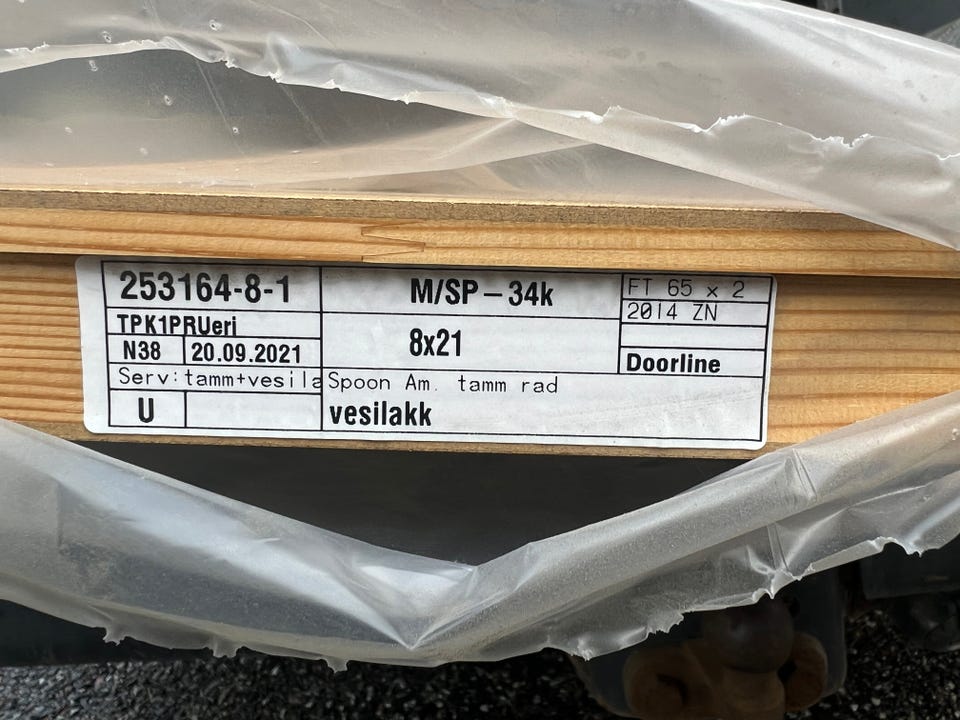 253164-8-1
TPK1PRUeri
N38 20.09.2021
Serv:tamm+vesila
U
M/SP – 34k
8x21
Spoon Am. tamm rad
vesilakk
FT 65 x 2
2014 ZN
Doorline